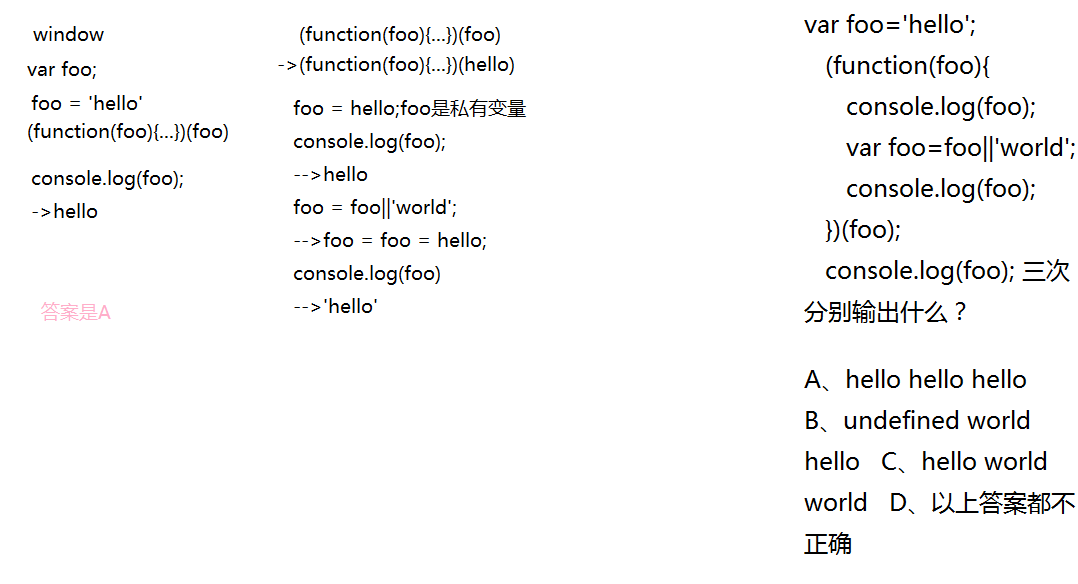 window
var foo;
foo = 'hello'
(function(foo){...})(foo)
console.log(foo);
->hello
答案是A
(function(foo){...})(foo)
->(function(foo){...})(hello)
foo = hello;foo是私有变量
console.log(foo);
-->hello
foo = foo||'world';
-->foo = foo = hello;
console.log(foo)
-->'hello'
var foo='hello';
(function(foo){
console.log(foo);
var foo=foo||'world';
console.log(foo);
})(foo);
console.log(foo); 三次
分别输出什么？
A、hello hello hello
B、undefined world
hello C、hello world
world D、以上答案都不
正确